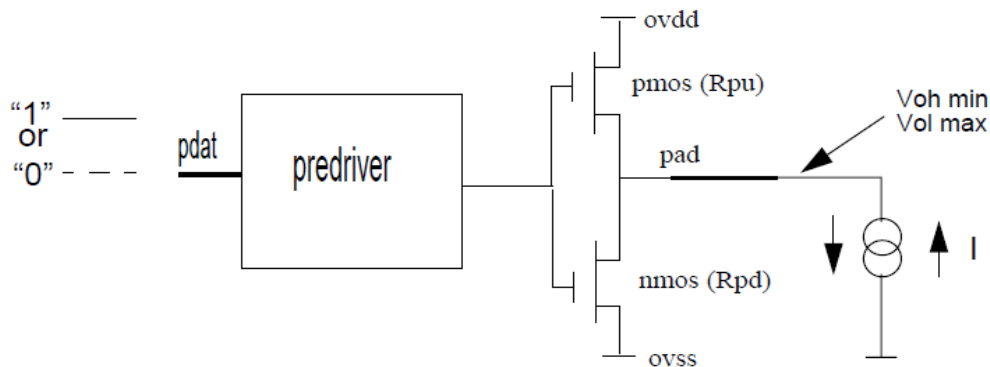 ovdd
pmos (Rpu)
“1”
or
“0”
pdat
predriver
pad
Voh min
Vol max
I
nmos (Rpd)
ovss